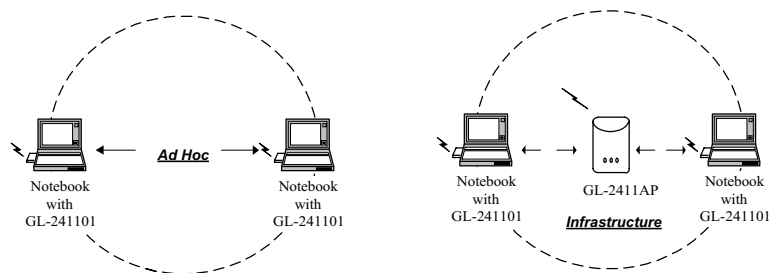 Ad Hoc
Notebook
with
GL-241101
Notebook
with
GL-241101
Notebook
with
GL-241101
GL-2411AP
Infrastructure
Notebook
with
GL-241101